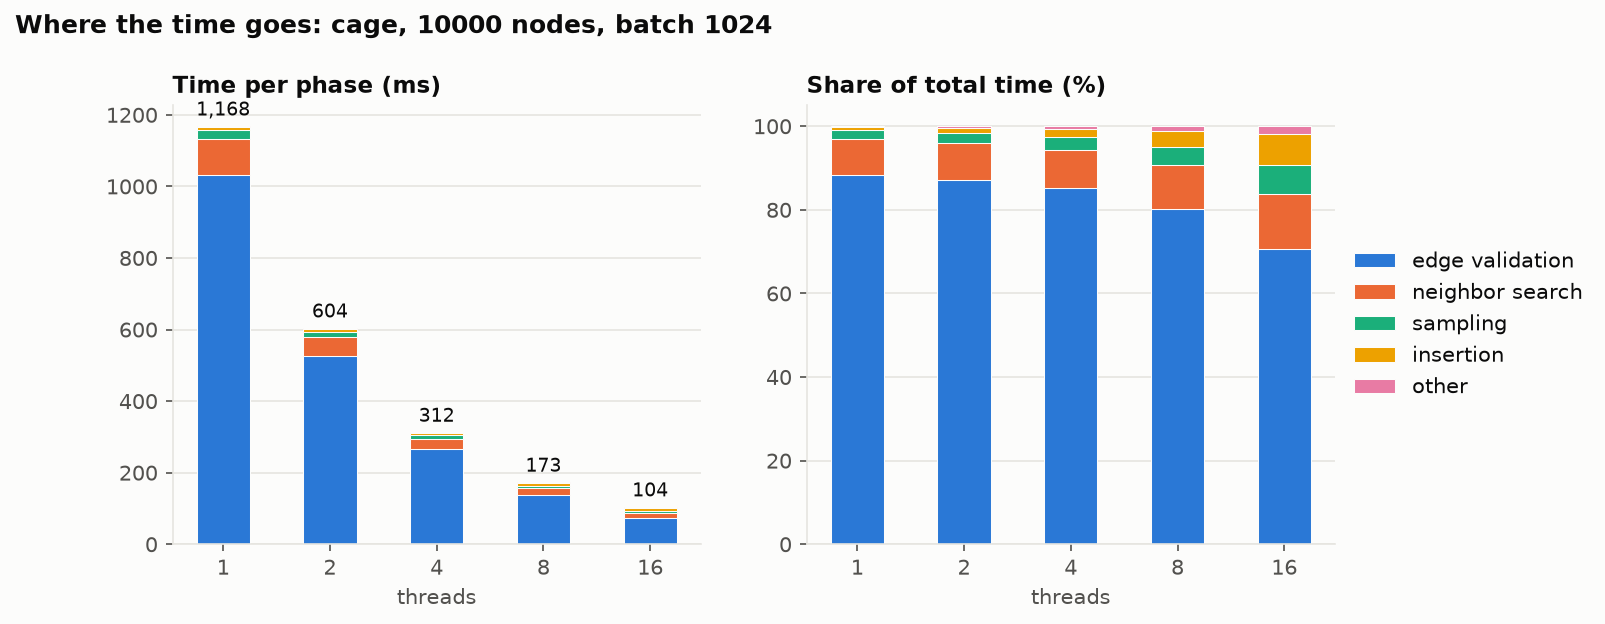 Where the time goes: cage, 10000 nodes, batch 1024
Time per phase (ms)
1200
1000
800
600
400
200
0
1,168
604
312
173
104
1
2
4
8
16
threads
Share of total time (%)
100
80
60
40
20
0
1
2
4
8
16
threads
edge validation
neighbor search
sampling
insertion
other